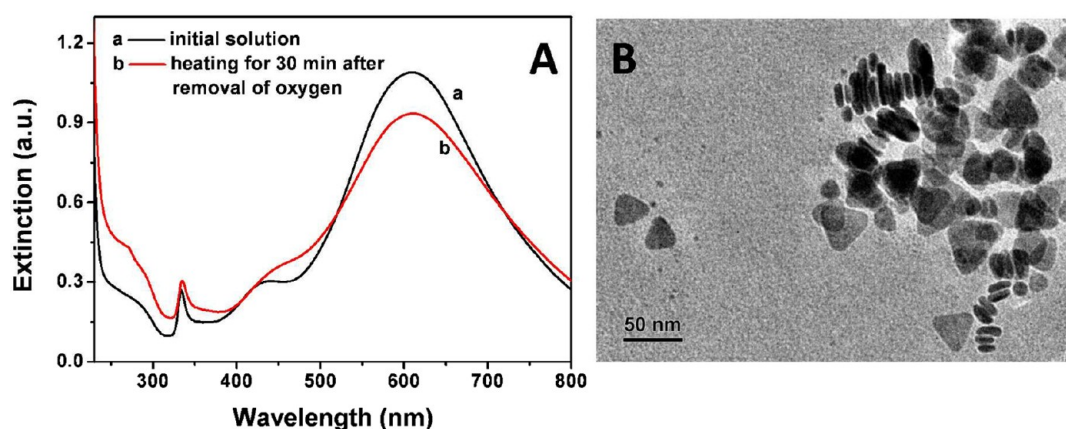 a — initial solution
b — heating for 30 min after
removal of oxygen
A
a
b
1.2
0.9
0.6
0.3
0.0
Extinction (a.u.)
300 400 500 600 700 800
Wavelength (nm)
B
50 nm